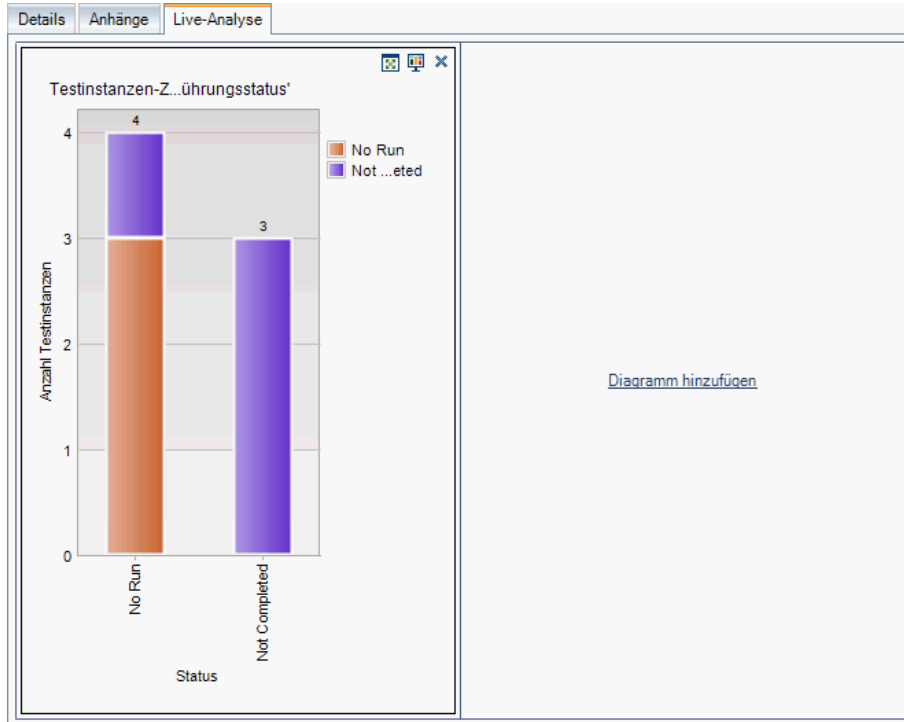 Details Anhänge Live-Analyse
Testinstanzen-Z...ührungsstatus'
4
No Run
Not ...eted
4
3
3
2
1
0
Anzahl Testinstanzen
No Run
Not Completed
Status
Diagramm hinzufügen